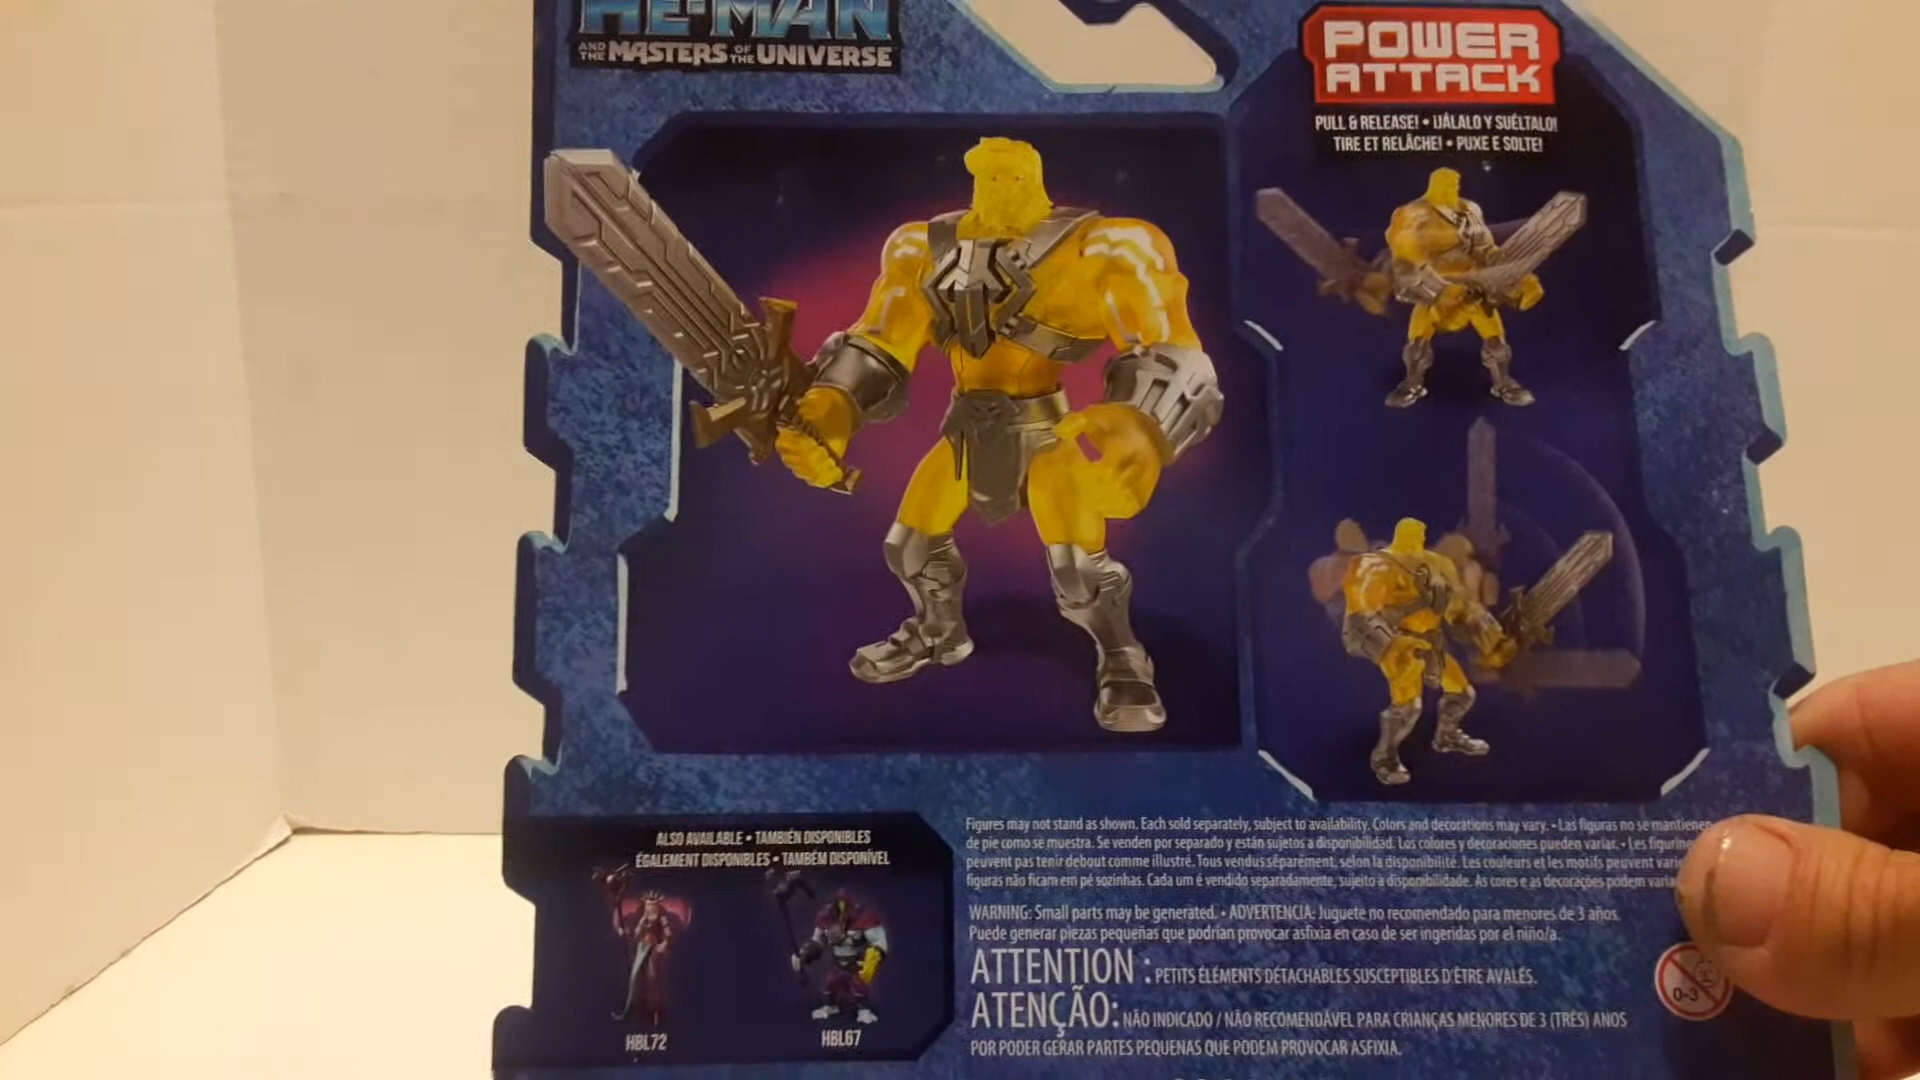 HE-MAN
AND THE MASTERS OF THE UNIVERSE
POWER
ATTACK
PULL & RELEASE! • ¡JÁLALO Y SUÉLTALO!
TIRE ET RELÂCHE! • PUXE E SOLTE!
ALSO AVAILABLE • TAMBIÉN DISPONIBLES
ÉGALEMENT DISPONIBLES • TAMBÉM DISPONÍVEL
HBL72
HBL67
Figures may not stand as shown. Each sold separately, subject to availability. Colors and decorations may vary. • Las figuras no se mantienen
de pie como se muestra. Se venden por separado y están sujetos a disponibilidad. Los colores y decoraciones pueden variar. • Les figurines
peuvent pas tenir debout comme illustré. Tous vendus séparément, selon la disponibilité. Les couleurs et les motifs peuvent
figuras não ficam em pé sozinhas. Cada um é vendido separadamente, sujeito à disponibilidade. As cores e as decorações podem
WARNING: Small parts may be generated. • ADVERTENCIA: Juguete no recomendado para menores de 3 años.
Puede generar piezas pequeñas que podrían provocar asfixia en caso de ser ingeridas por el niño/a.
ATTENTION : PETITS ÉLÉMENTS DÉTACHABLES SUSCEPTIBLES D'ÊTRE AVALÉS.
ATENÇÃO: NÃO INDICADO / NÃO RECOMENDÁVEL PARA CRIANÇAS MENORES DE 3 (TRÊS) ANOS
POR PODER GERAR PARTES PEQUENAS QUE PODEM PROVOCAR ASFIXIA.
0-3